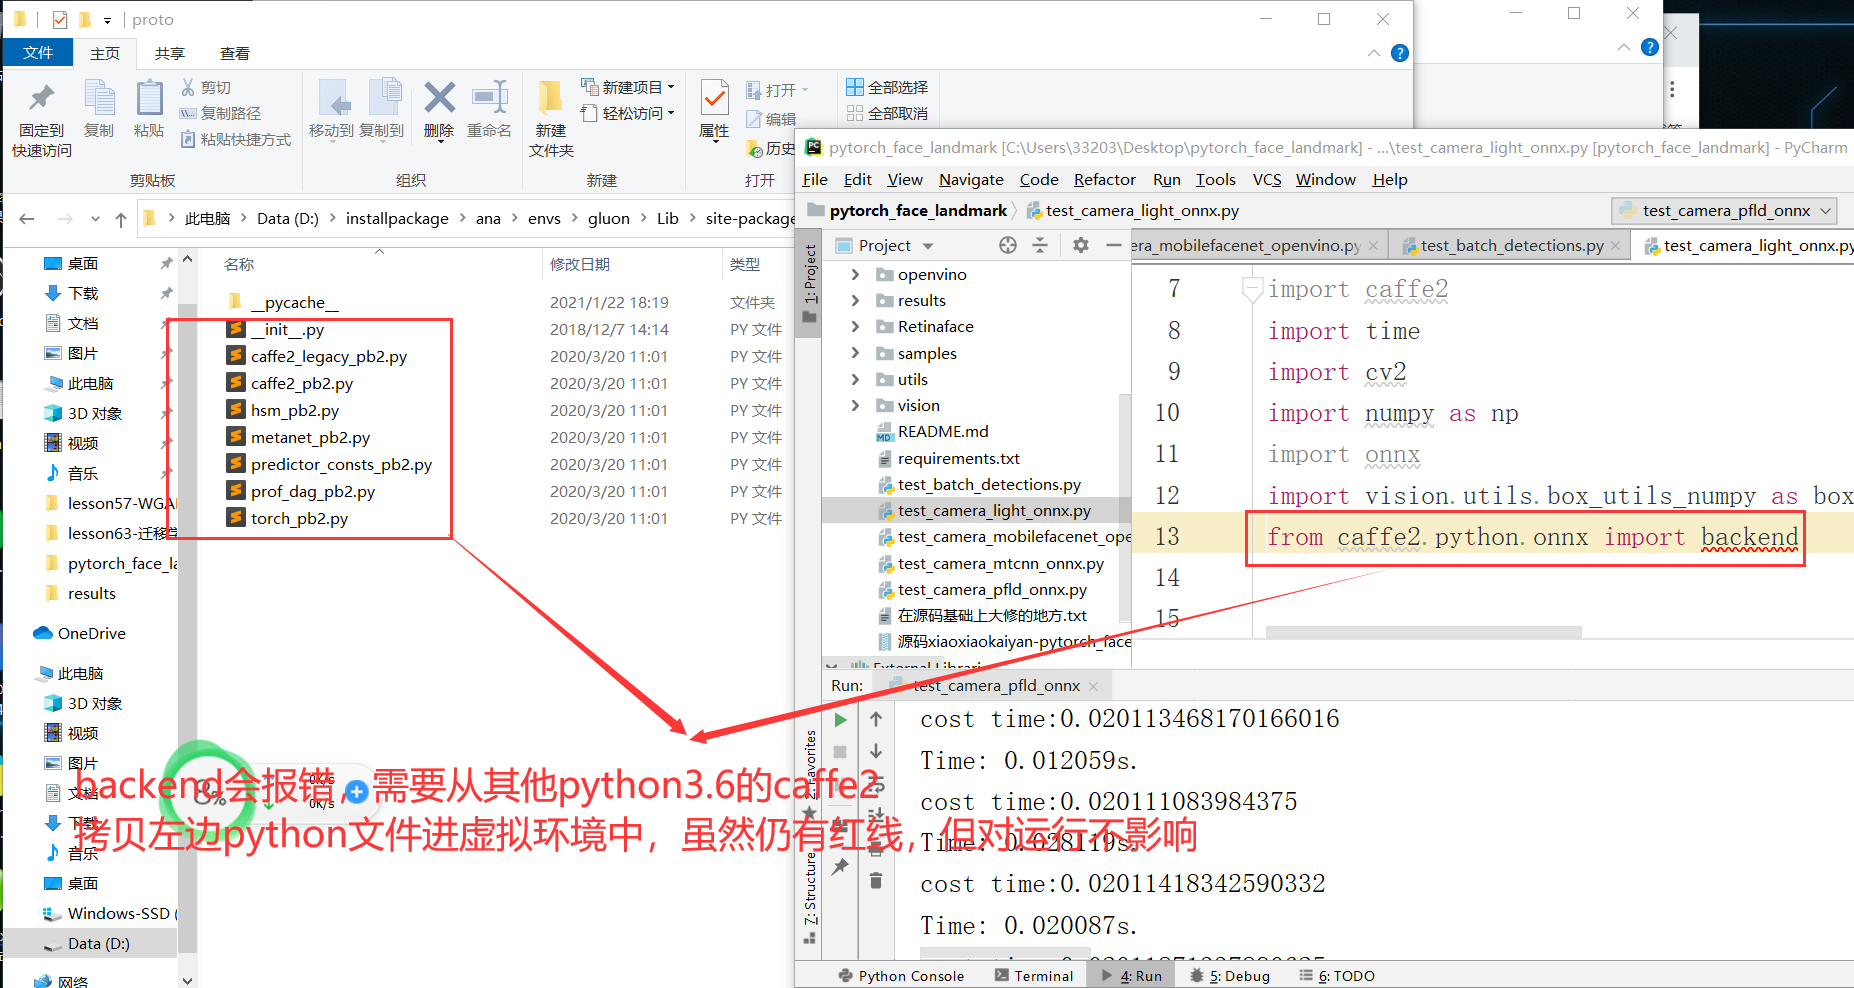 proto
文件 主页 共享 查看
固定到
快速访问
复制
粘贴
剪切
复制路径
粘贴快捷方式
剪贴板
移动到 复制到
删除
重命名
组织
新建
文件夹
新建项目
轻松访问
新建
属性
打开
编辑
历史
打开
全部选择
全部取消
此电脑 Data (D:) installpackage ana envs gluon Lib site-package
名称 修改日期 类型
__pycache__ 2021/1/22 18:19 文件夹
__init__.py 2018/12/7 14:14 PY 文件
caffe2_legacy_pb2.py 2020/3/20 11:01 PY 文件
caffe2_pb2.py 2020/3/20 11:01 PY 文件
hsm_pb2.py 2020/3/20 11:01 PY 文件
metanet_pb2.py 2020/3/20 11:01 PY 文件
predictor_consts_pb2.py 2020/3/20 11:01 PY 文件
prof_dag_pb2.py 2020/3/20 11:01 PY 文件
torch_pb2.py 2020/3/20 11:01 PY 文件
桌面
下载
文档
图片
此电脑
3D 对象
视频
音乐
lesson57-WGA
lesson63-迁移学
pytorch_face_la
results
OneDrive
此电脑
3D 对象
视频
图片
文档
下载
音乐
桌面
Windows-SSD (
Data (D:)
网络
pytorch_face_landmark [C:\Users\33203\Desktop\pytorch_face_landmark] - ...\test_camera_light_onnx.py [pytorch_face_landmark] - PyCharm
File Edit View Navigate Code Refactor Run Tools VCS Window Help
pytorch_face_landmark test_camera_light_onnx.py
test_camera_pfld_onnx
1: Project
Project
era_mobilefacenet_openvino.py test_batch_detections.py test_camera_light_onnx.py
openvino
results
Retinaface
samples
utils
vision
README.md
requirements.txt
test_batch_detections.py
test_camera_light_onnx.py
test_camera_mobilefacenet_ope
test_camera_mtcnn_onnx.py
test_camera_pfld_onnx.py
在源码基础上大修的地方.txt
源码xiaoxiaokaiyan-pytorch_face
External Librari
7 import caffe2
8 import time
9 import cv2
10 import numpy as np
11 import onnx
12 import vision.utils.box_utils_numpy as box
13 from caffe2.python.onnx import backend
14
15
Run: test_camera_pfld_onnx
cost time:0.020113468170166016
Time: 0.012059s.
cost time:0.020111083984375
Time: 0.028119s.
cost time:0.02011418342590332
Time: 0.020087s.
2: Favorites
7: Structure
backend会报错，需要从其他python3.6的caffe2
拷贝左边python文件进虚拟环境中，虽然仍有红线，但对运行不影响
8%
0K/s
0K/s
Python Console Terminal 4: Run 5: Debug 6: TODO